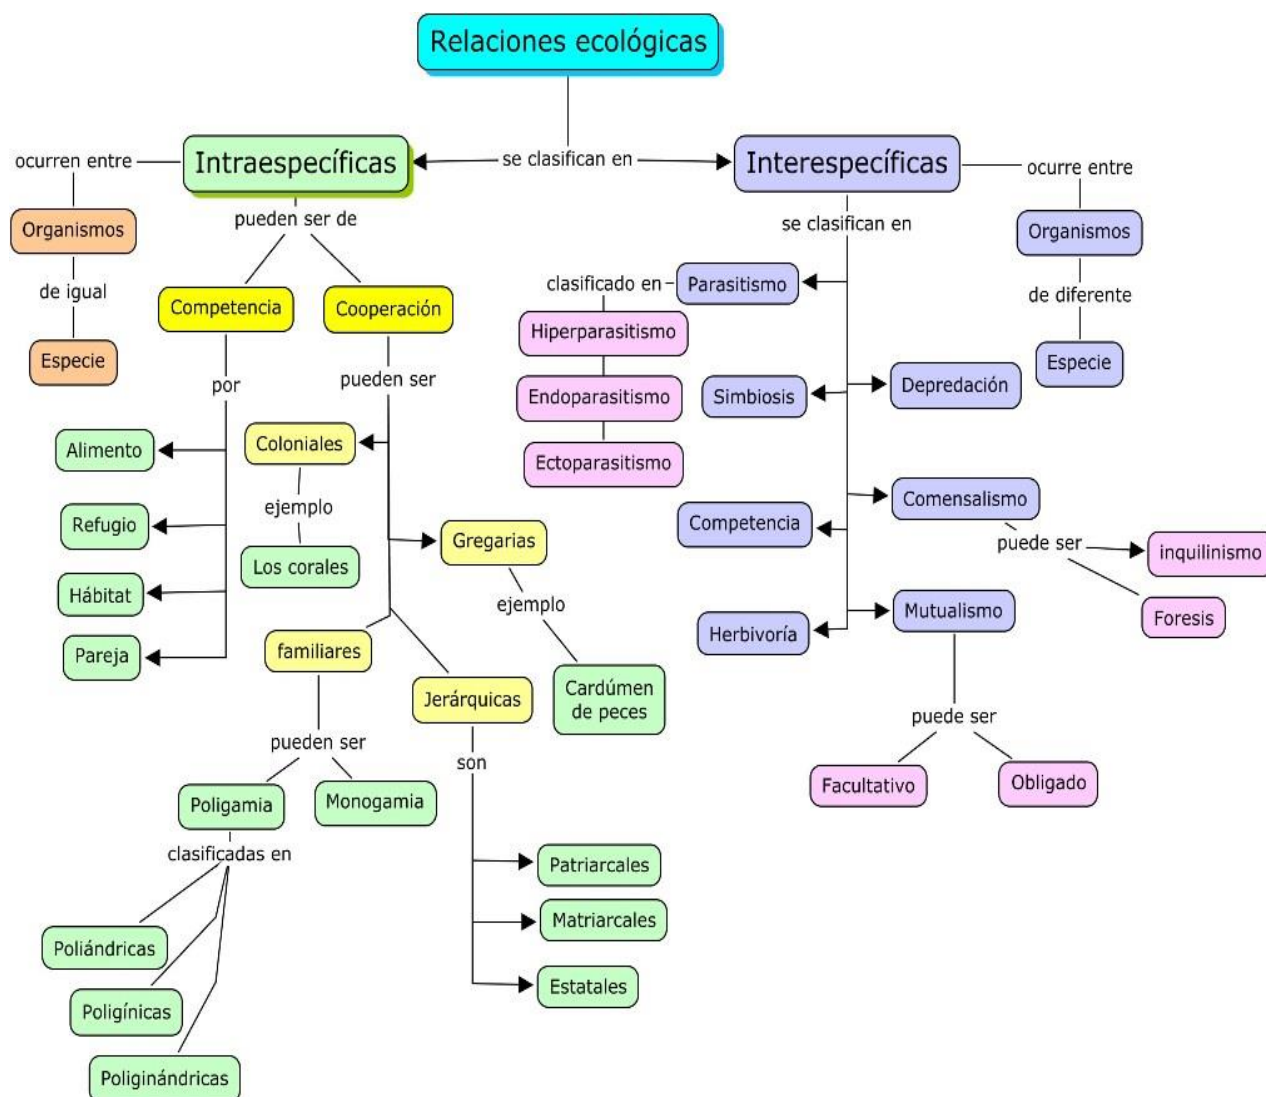 Relaciones ecológicas
se clasifican en
Intraespecíficas
ocurren entre
Organismos
de igual
Especie
pueden ser de
Competencia
por
Alimento
Refugio
Hábitat
Pareja
Cooperación
pueden ser
Coloniales
ejemplo
Los corales
Gregarias
ejemplo
Cardúmen
de peces
familiares
pueden ser
Poligamia
Monogamia
clasificadas en
Poliándricas
Poligínicas
Poliginándricas
Jerárquicas
son
Patriarcales
Matriarcales
Estatales
Interespecíficas
ocurre entre
Organismos
de diferente
Especie
se clasifican en
Parasitismo
clasificado en
Hiperparasitismo
Endoparasitismo
Ectoparasitismo
Simbiosis
Depredación
Comensalismo
puede ser
inquilinismo
Foresis
Competencia
Mutualismo
puede ser
Facultativo
Obligado
Herbivoría